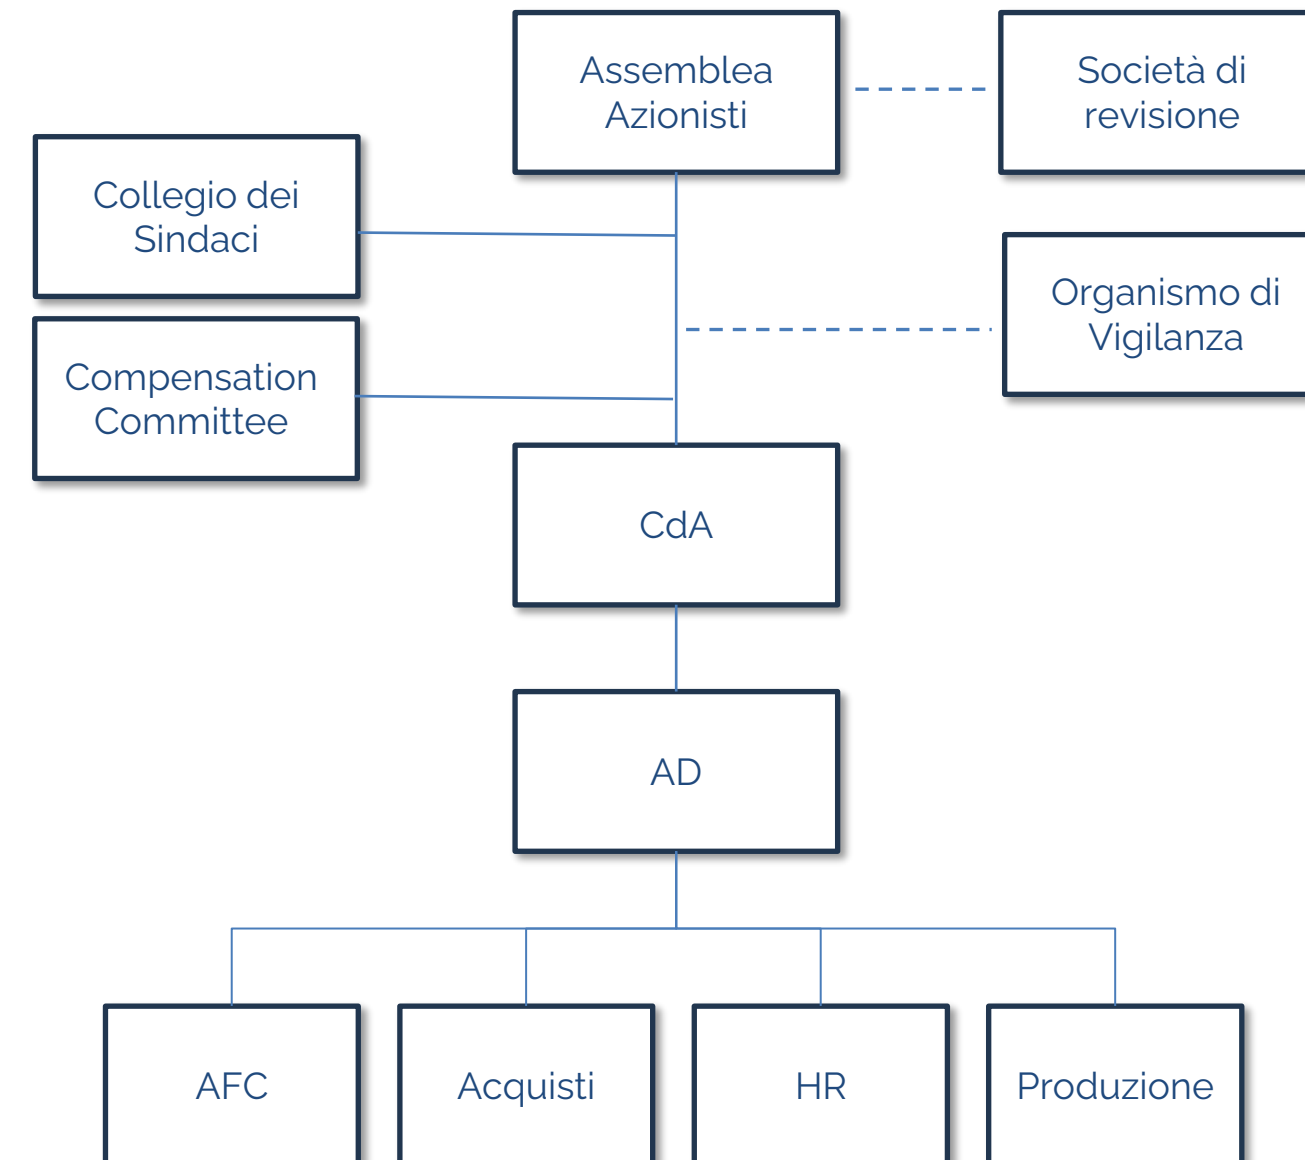 Assemblea
Azionisti
Società di
revisione
Collegio dei
Sindaci
Organismo di
Vigilanza
Compensation
Committee
CdA
AD
AFC
Acquisti
HR
Produzione